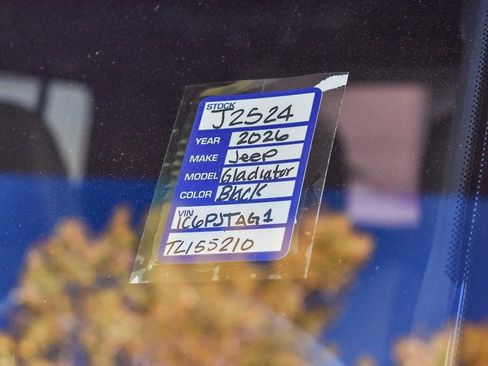 STOCK
J2524
YEAR 2026
MAKE Jeep
MODEL Gladiator
COLOR Black
VIN
1C6PJTAG1
TL155210